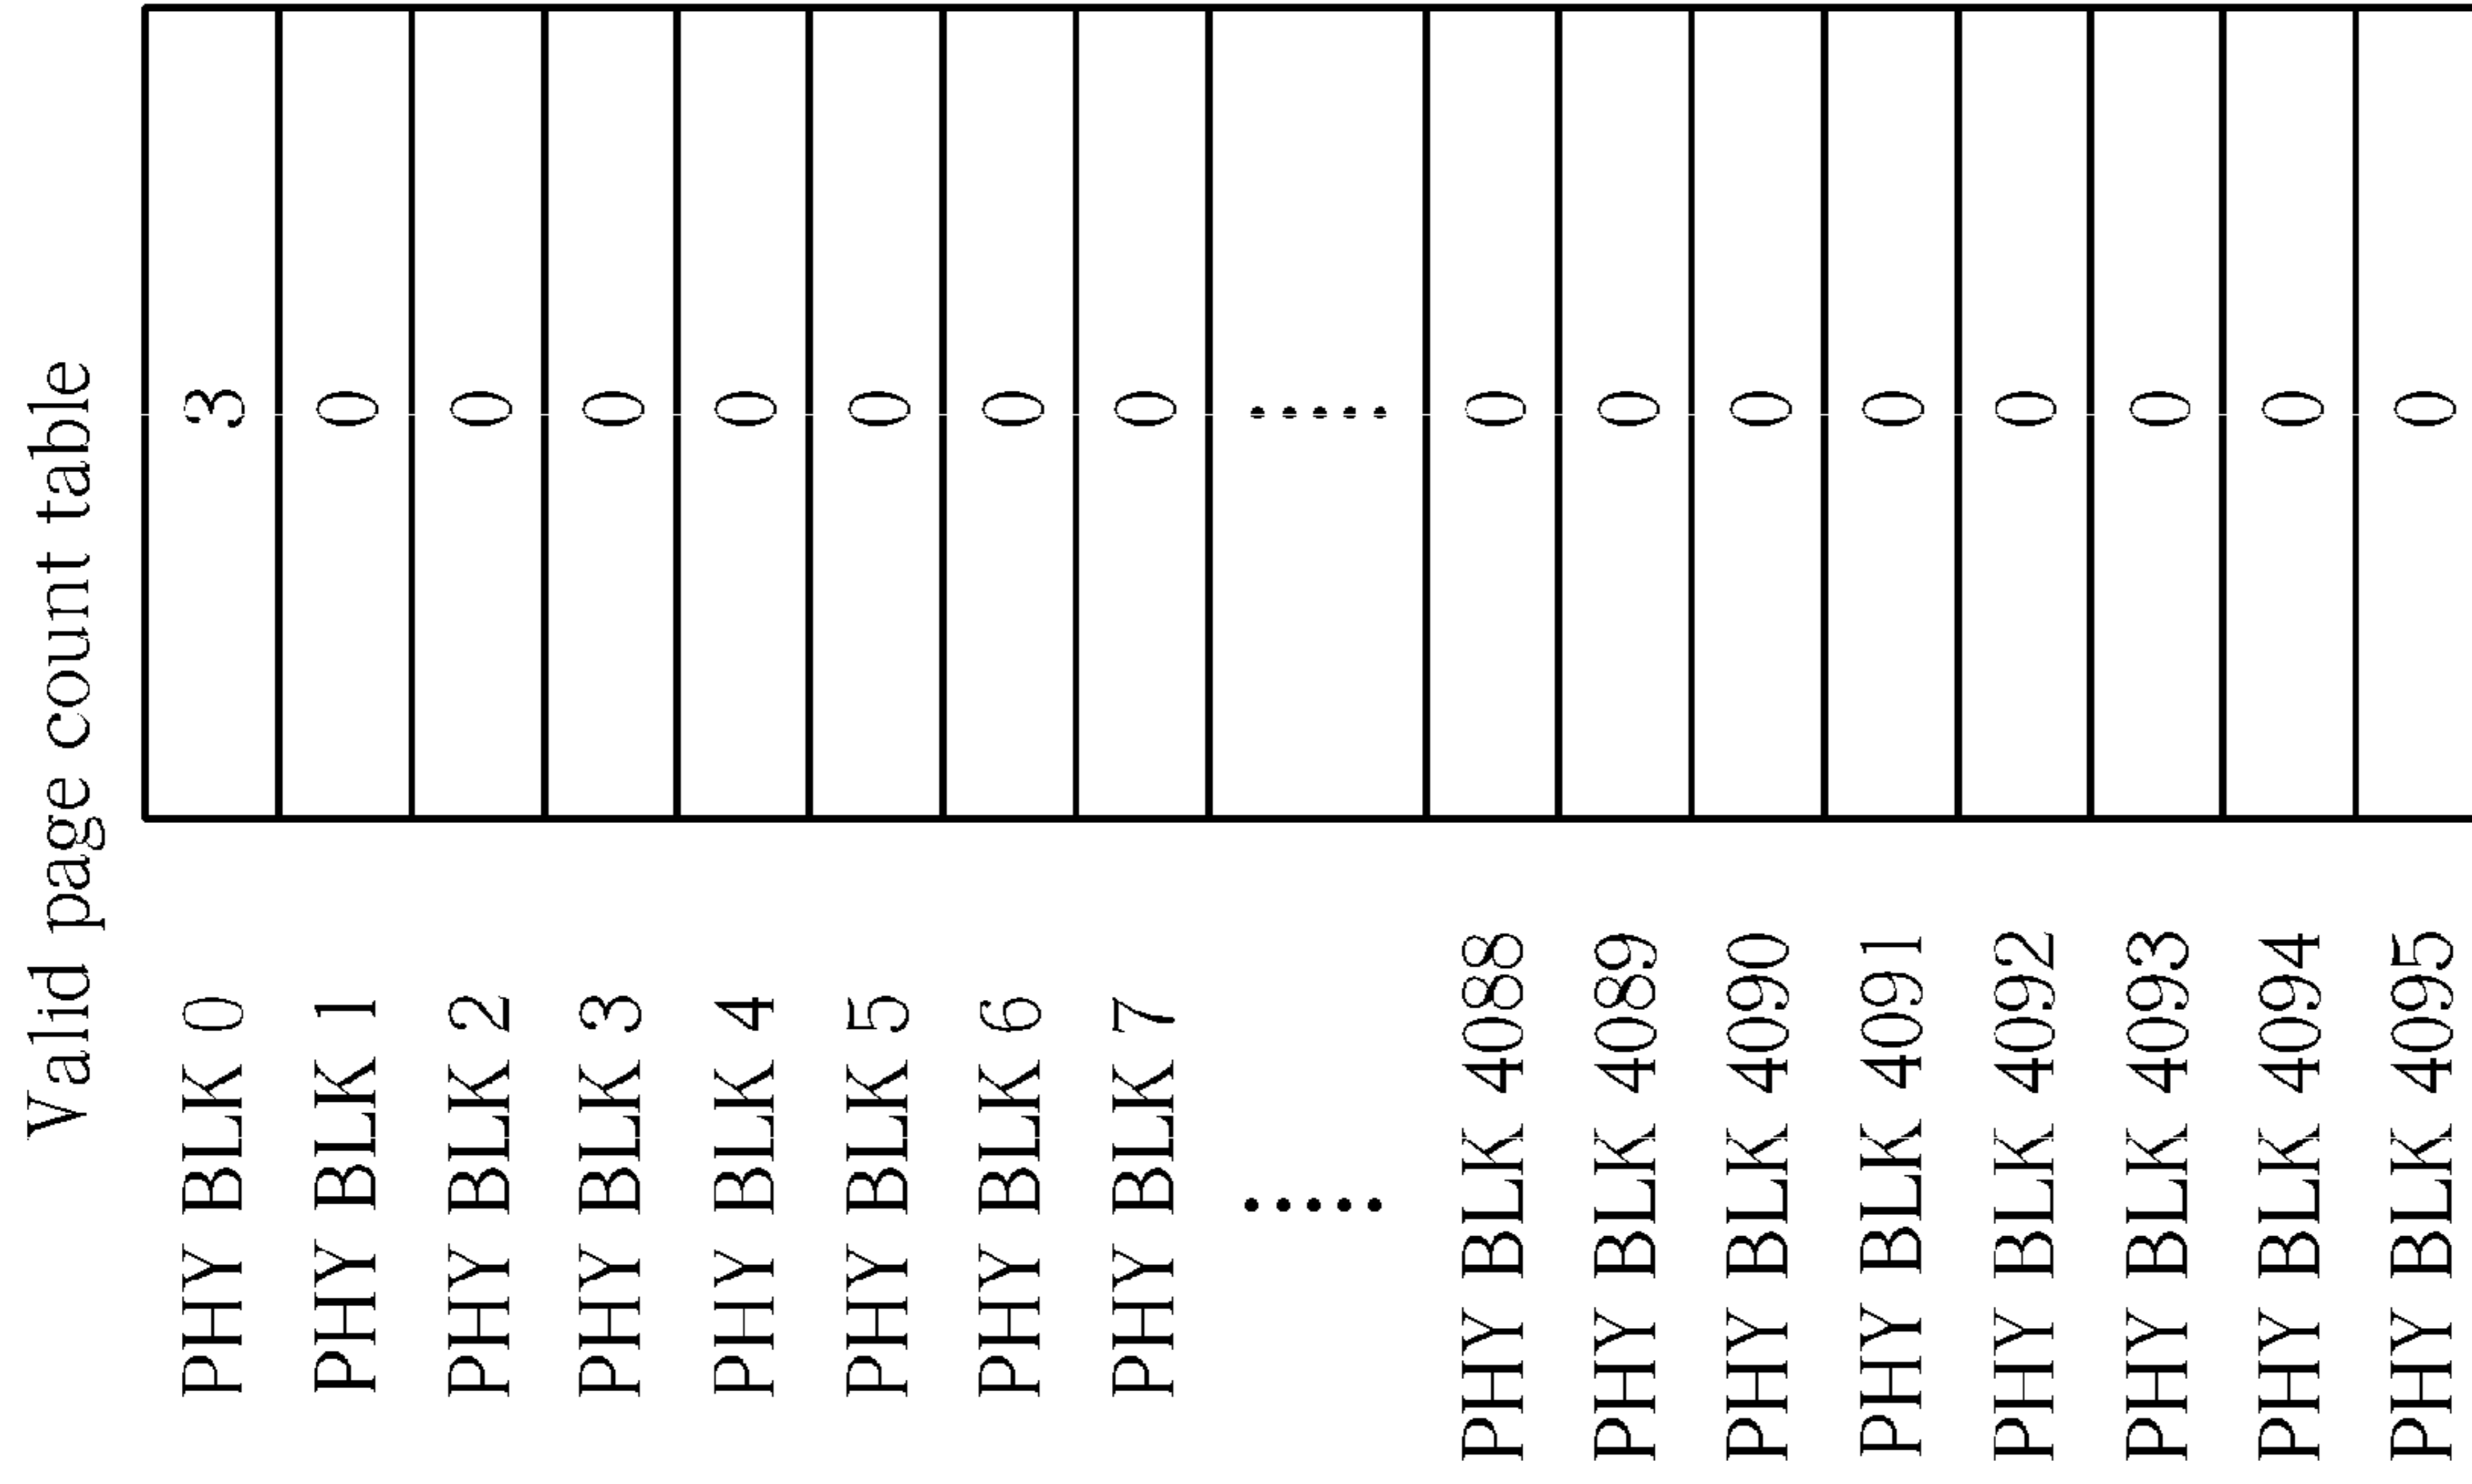 Valid page count table
PHY BLK 0 3
PHY BLK 1 0
PHY BLK 2 0
PHY BLK 3 0
PHY BLK 4 0
PHY BLK 5 0
PHY BLK 6 0
PHY BLK 7 0
..... .....
PHY BLK 4088 0
PHY BLK 4089 0
PHY BLK 4090 0
PHY BLK 4091 0
PHY BLK 4092 0
PHY BLK 4093 0
PHY BLK 4094 0
PHY BLK 4095 0